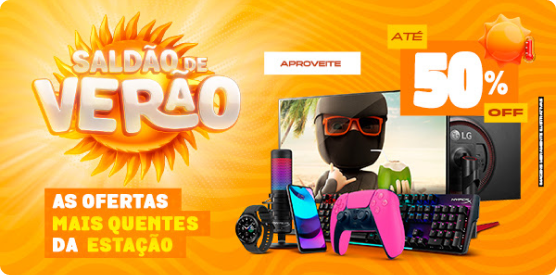 SALDÃO DE
VERÃO
AS OFERTAS
MAIS QUENTES
DA ESTAÇÃO
APROVEITE
ATÉ
50%
OFF
LG